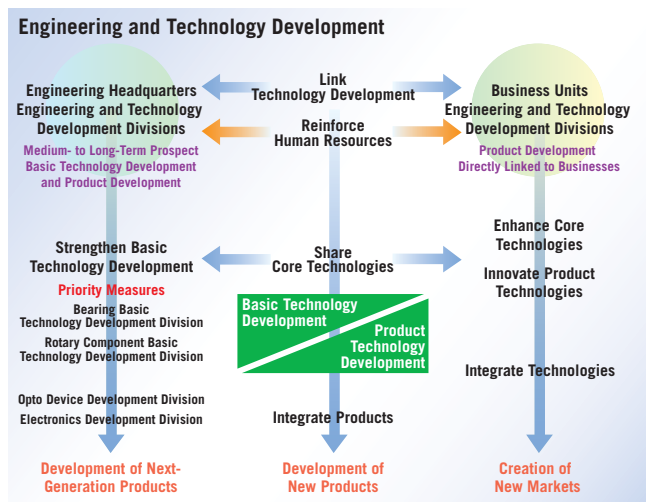 Engineering and Technology Development
Engineering Headquarters
Engineering and Technology
Development Divisions
Medium- to Long-Term Prospect
Basic Technology Development
and Product Development
Link
Technology Development
Reinforce
Human Resources
Business Units
Engineering and Technology
Development Divisions
Product Development
Directly Linked to Businesses
Strengthen Basic
Technology Development
Share
Core Technologies
Enhance Core
Technologies
Innovate Product
Technologies
Priority Measures
Bearing Basic
Technology Development Division
Rotary Component Basic
Technology Development Division
Opto Device Development Division
Electronics Development Division
Basic Technology
Development
Product
Technology
Development
Integrate Technologies
Integrate Products
Development of Next-
Generation Products
Development of
New Products
Creation of
New Markets